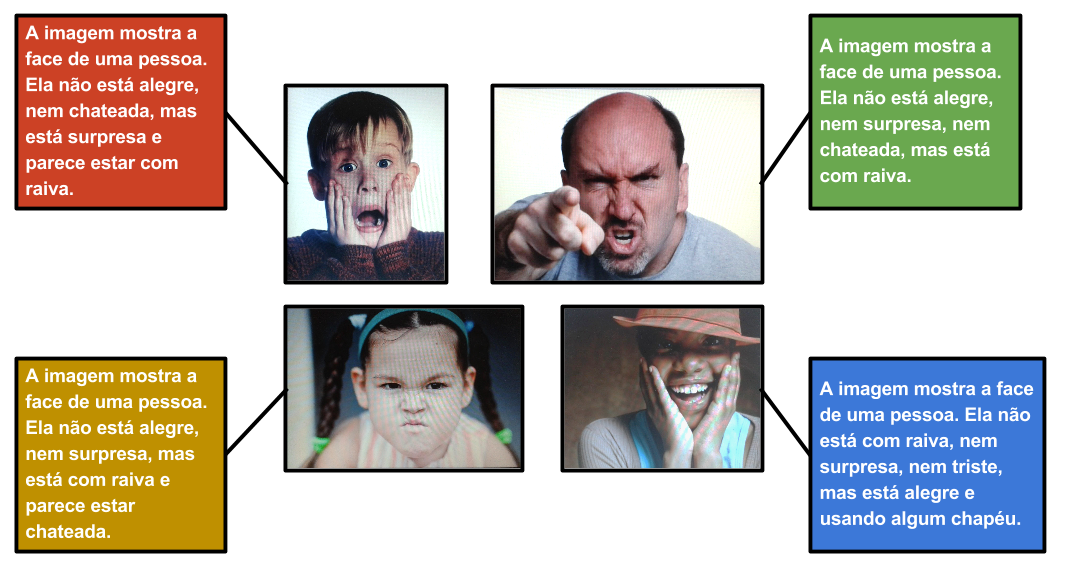 A imagem mostra a
face de uma pessoa.
Ela não está alegre,
nem chateada, mas
está surpresa e
parece estar com
raiva.
A imagem mostra a
face de uma pessoa.
Ela não está alegre,
nem surpresa, nem
chateada, mas está
com raiva.
A imagem mostra a
face de uma pessoa.
Ela não está alegre,
nem surpresa, mas
está com raiva e
parece estar
chateada.
A imagem mostra a face
de uma pessoa. Ela não
está com raiva, nem
surpresa, nem triste,
mas está alegre e
usando algum chapéu.